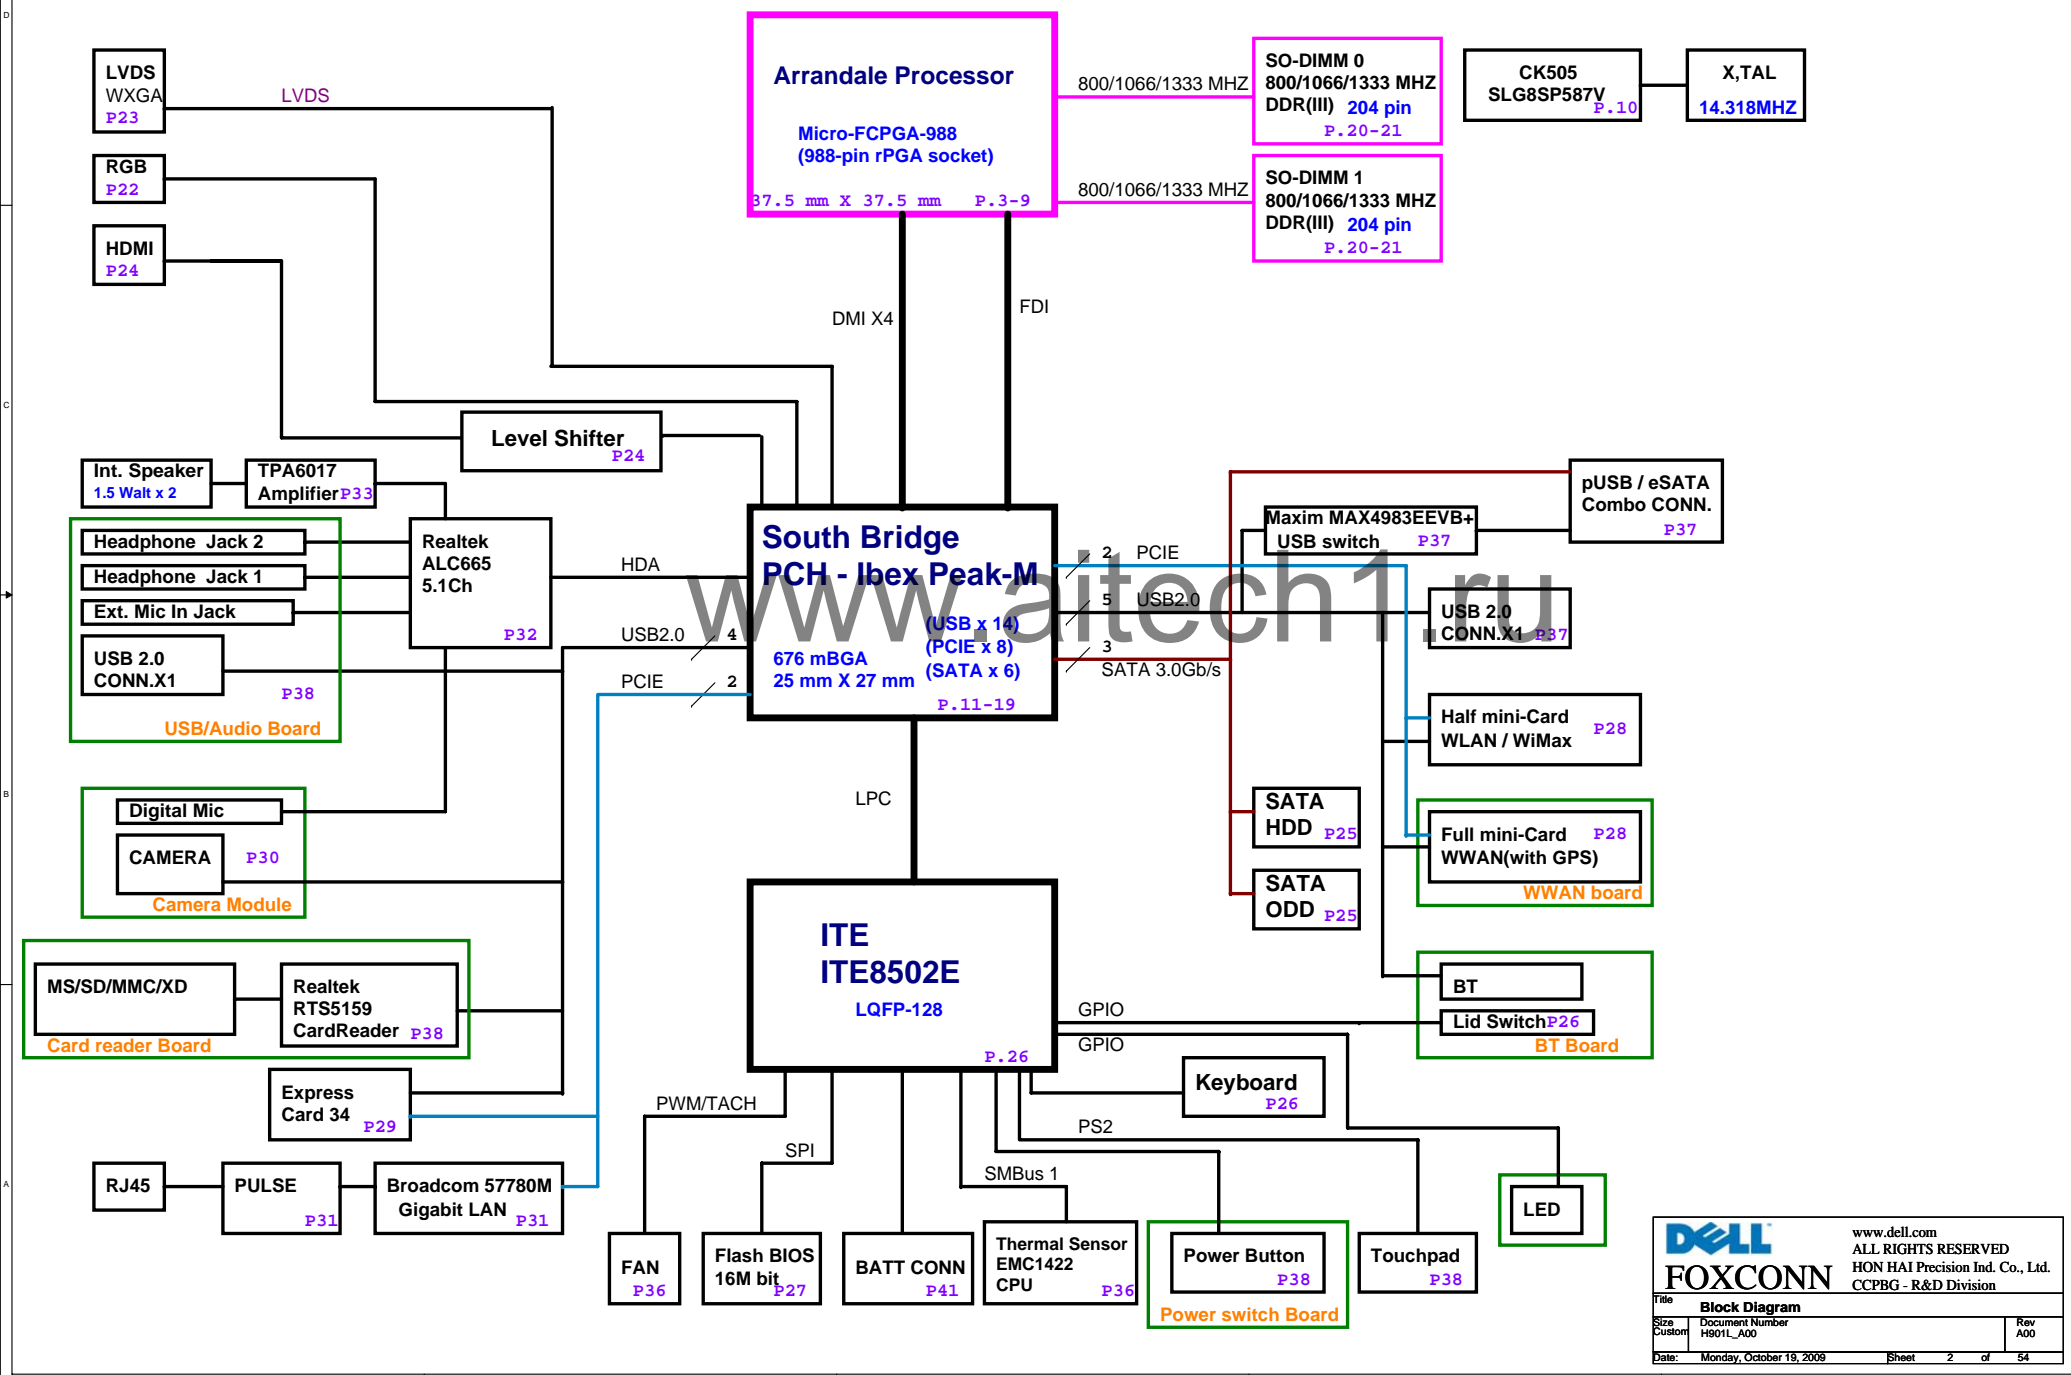 D
LVDS
WXGA
P23
LVDS
RGB
P22
HDMI
P24
Arrandale Processor
Micro-FCPGA-988
(988-pin rPGA socket)
37.5 mm X 37.5 mm
P.3-9
800/1066/1333 MHZ
SO-DIMM 0
800/1066/1333 MHZ
DDR(III) 204 pin
P.20-21
800/1066/1333 MHZ
SO-DIMM 1
800/1066/1333 MHZ
DDR(III) 204 pin
P.20-21
CK505
SLG8SP587V
P.10
X,TAL
14.318MHZ
DMI X4
FDI
C
Level Shifter
P24
Int. Speaker
1.5 Walt x 2
TPA6017
Amplifier P33
Headphone Jack 2
Headphone Jack 1
Ext. Mic In Jack
USB 2.0
CONN.X1
P38
USB/Audio Board
Realtek
ALC665
5.1Ch
P32
HDA
USB2.0 4
PCIE 2
South Bridge
PCH - Ibex Peak-M
(USB x 14)
(PCIE x 8)
(SATA x 6)
676 mBGA
25 mm X 27 mm
P.11-19
www.aitech1.ru
2 PCIE
5 USB2.0
3
SATA 3.0Gb/s
Maxim MAX4983EEVB+
USB switch P37
pUSB / eSATA
Combo CONN.
P37
USB 2.0
CONN.X1 P37
Half mini-Card
WLAN / WiMax
P28
Full mini-Card
WWAN(with GPS)
P28
WWAN board
SATA
HDD P25
SATA
ODD P25
B
Digital Mic
CAMERA P30
Camera Module
LPC
MS/SD/MMC/XD
Realtek
RTS5159
CardReader P38
Card reader Board
Express
Card 34
P29
ITE
ITE8502E
LQFP-128
P.26
GPIO
GPIO
BT
Lid Switch P26
BT Board
Keyboard
P26
PWM/TACH
SPI
SMBus 1
PS2
A
RJ45
PULSE
P31
Broadcom 57780M
Gigabit LAN P31
FAN
P36
Flash BIOS
16M bit
P27
BATT CONN
P41
Thermal Sensor
EMC1422
CPU P36
Power Button
P38
Power switch Board
Touchpad
P38
LED
DELL
FOXCONN
www.dell.com
ALL RIGHTS RESERVED
HON HAI Precision Ind. Co., Ltd.
CCPBG - R&D Division
Title
Block Diagram
Size
Custom
Document Number
H901L_A00
Rev
A00
Date: Monday, October 19, 2009 Sheet 2 of 54